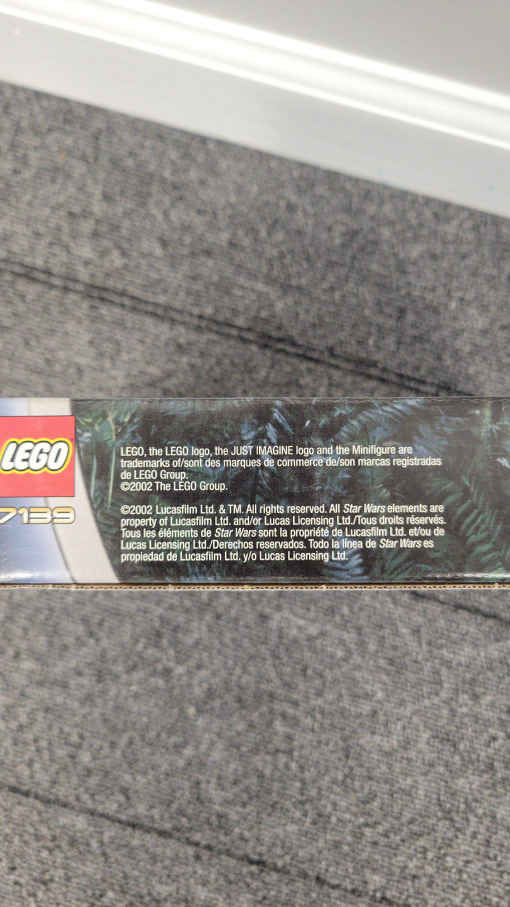 LEGO
7139
LEGO, the LEGO logo, the JUST IMAGINE logo and the Minifigure are
trademarks of/sont des marques de commerce de/son marcas registradas
de LEGO Group.
©2002 The LEGO Group.
©2002 Lucasfilm Ltd. & TM. All rights reserved. All Star Wars elements are
property of Lucasfilm Ltd. and/or Lucas Licensing Ltd./Tous droits réservés.
Tous les éléments de Star Wars sont la propriété de Lucasfilm Ltd. et/ou de
Lucas Licensing Ltd./Derechos reservados. Todo la línea de Star Wars es
propiedad de Lucasfilm Ltd. y/o Lucas Licensing Ltd.